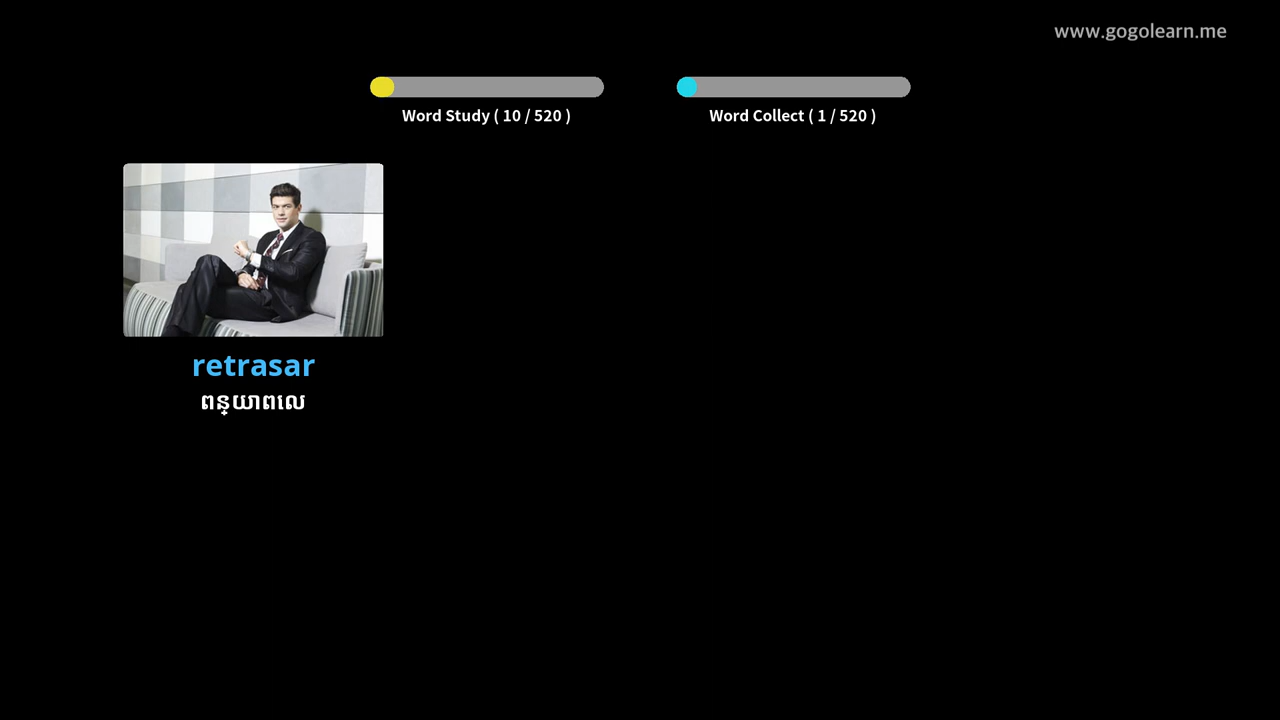 www.gogolearn.me
Word Study ( 10 / 520 )
Word Collect ( 1 / 520 )
retrasar
ពន្យាពេល